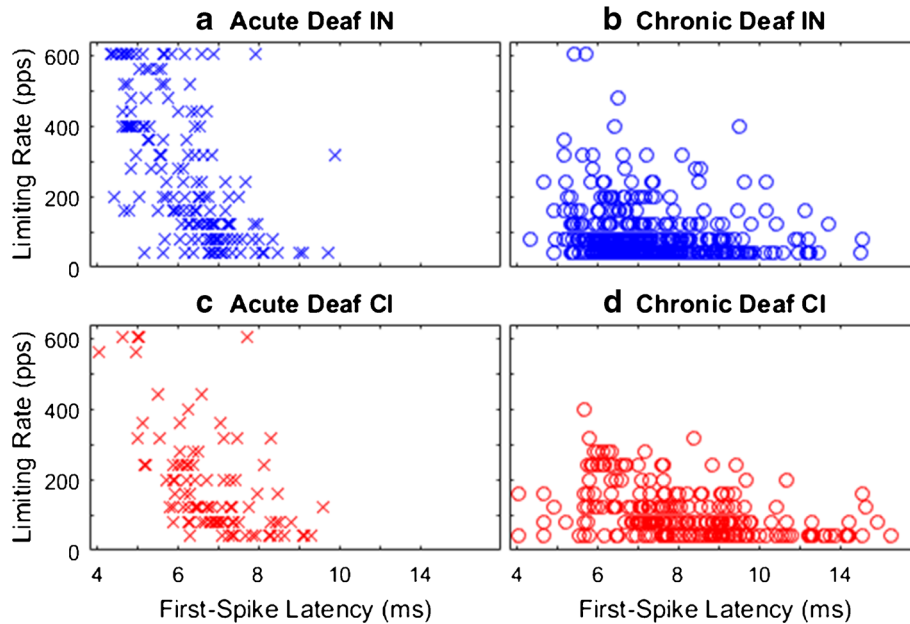 a Acute Deaf IN
b Chronic Deaf IN
Limiting Rate (pps)
600
400
200
0
c Acute Deaf CI
d Chronic Deaf CI
Limiting Rate (pps)
600
400
200
0
4 6 8 10 12 14
4 6 8 10 12 14
First-Spike Latency (ms)
First-Spike Latency (ms)